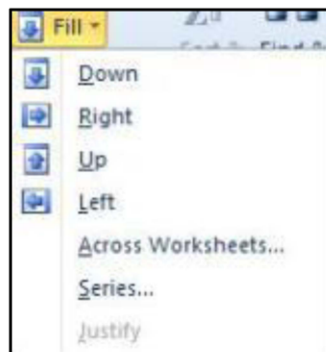 Fill
Down
Right
Up
Left
Across Worksheets...
Series...
Justify